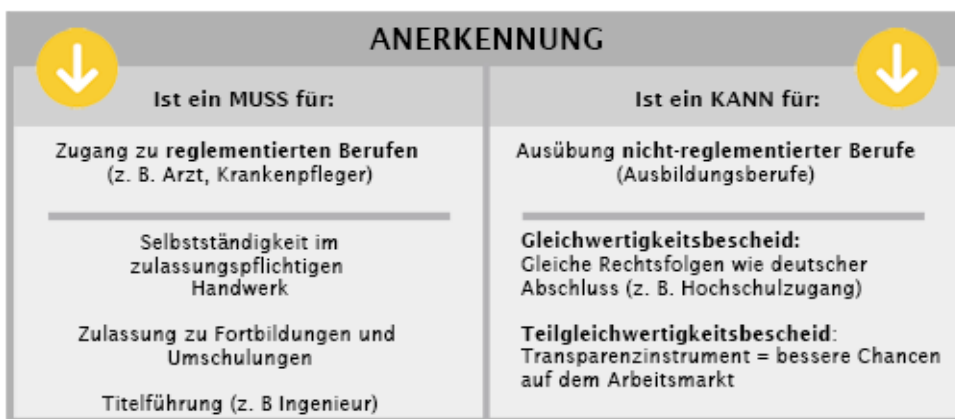 ANERKENNUNG
Ist ein MUSS für:
Zugang zu reglementierten Berufen
(z. B. Arzt, Krankenpfleger)
Selbstständigkeit im
zulassungspflichtigen
Handwerk
Zulassung zu Fortbildungen und
Umschulungen
Titelführung (z. B Ingenieur)
Ist ein KANN für:
Ausübung nicht-reglementierter Berufe
(Ausbildungsberufe)
Gleichwertigkeitsbescheid:
Gleiche Rechtsfolgen wie deutscher
Abschluss (z. B. Hochschulzugang)
Teilgleichwertigkeitsbescheid:
Transparenzinstrument = bessere Chancen
auf dem Arbeitsmarkt